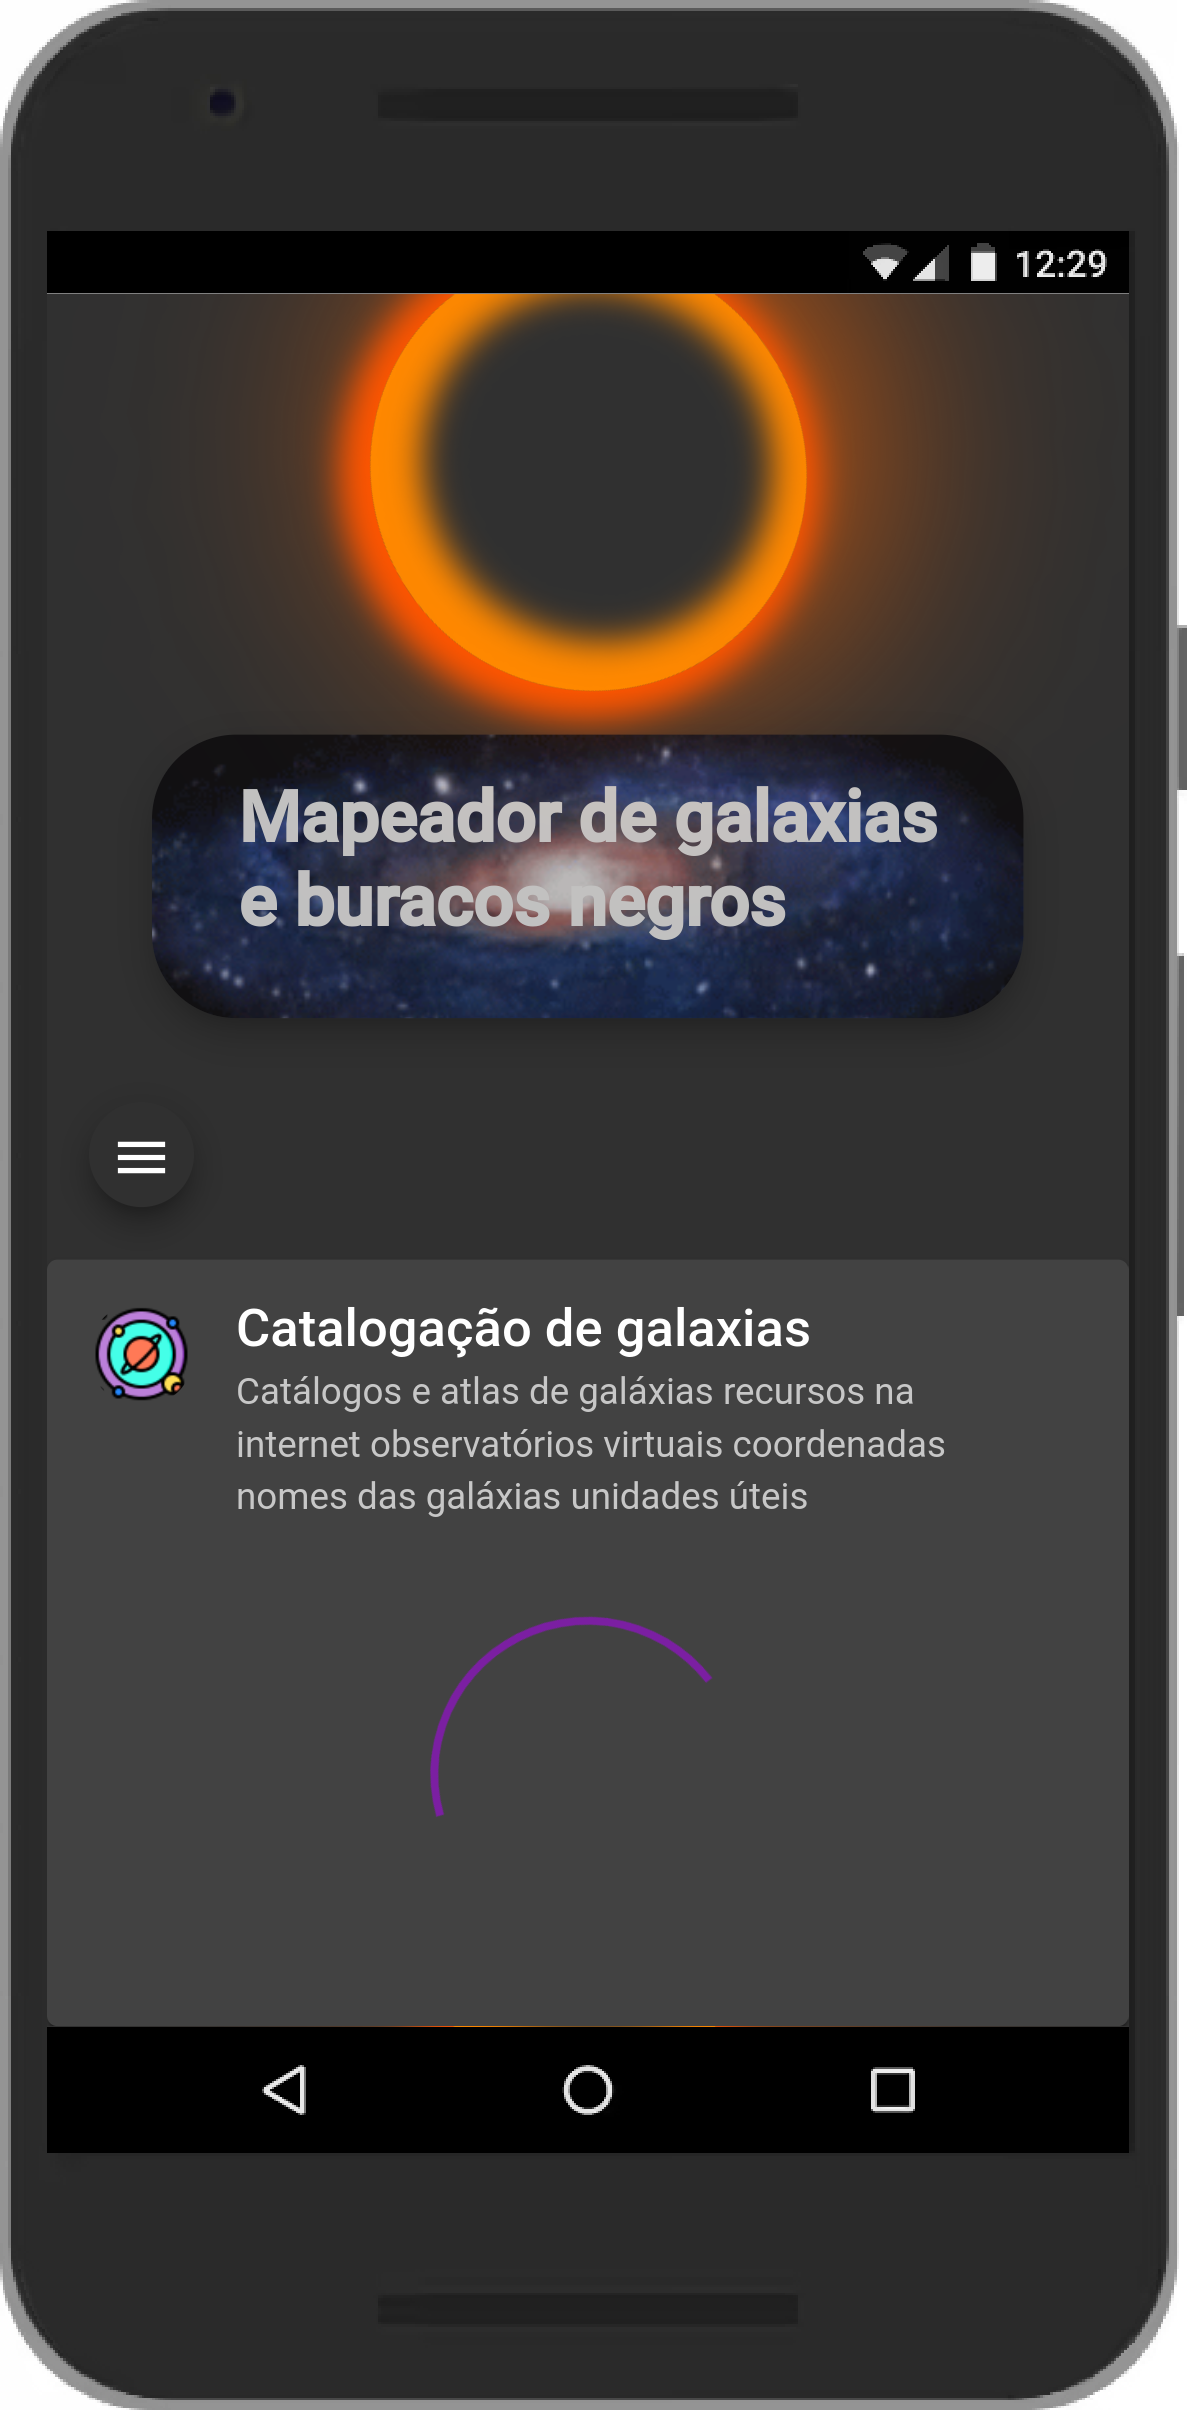 12:29
Mapeador de galaxias
e buracos negros
Catalogação de galaxias
Catálogos e atlas de galáxias recursos na
internet observatórios virtuais coordenadas
nomes das galáxias unidades úteis